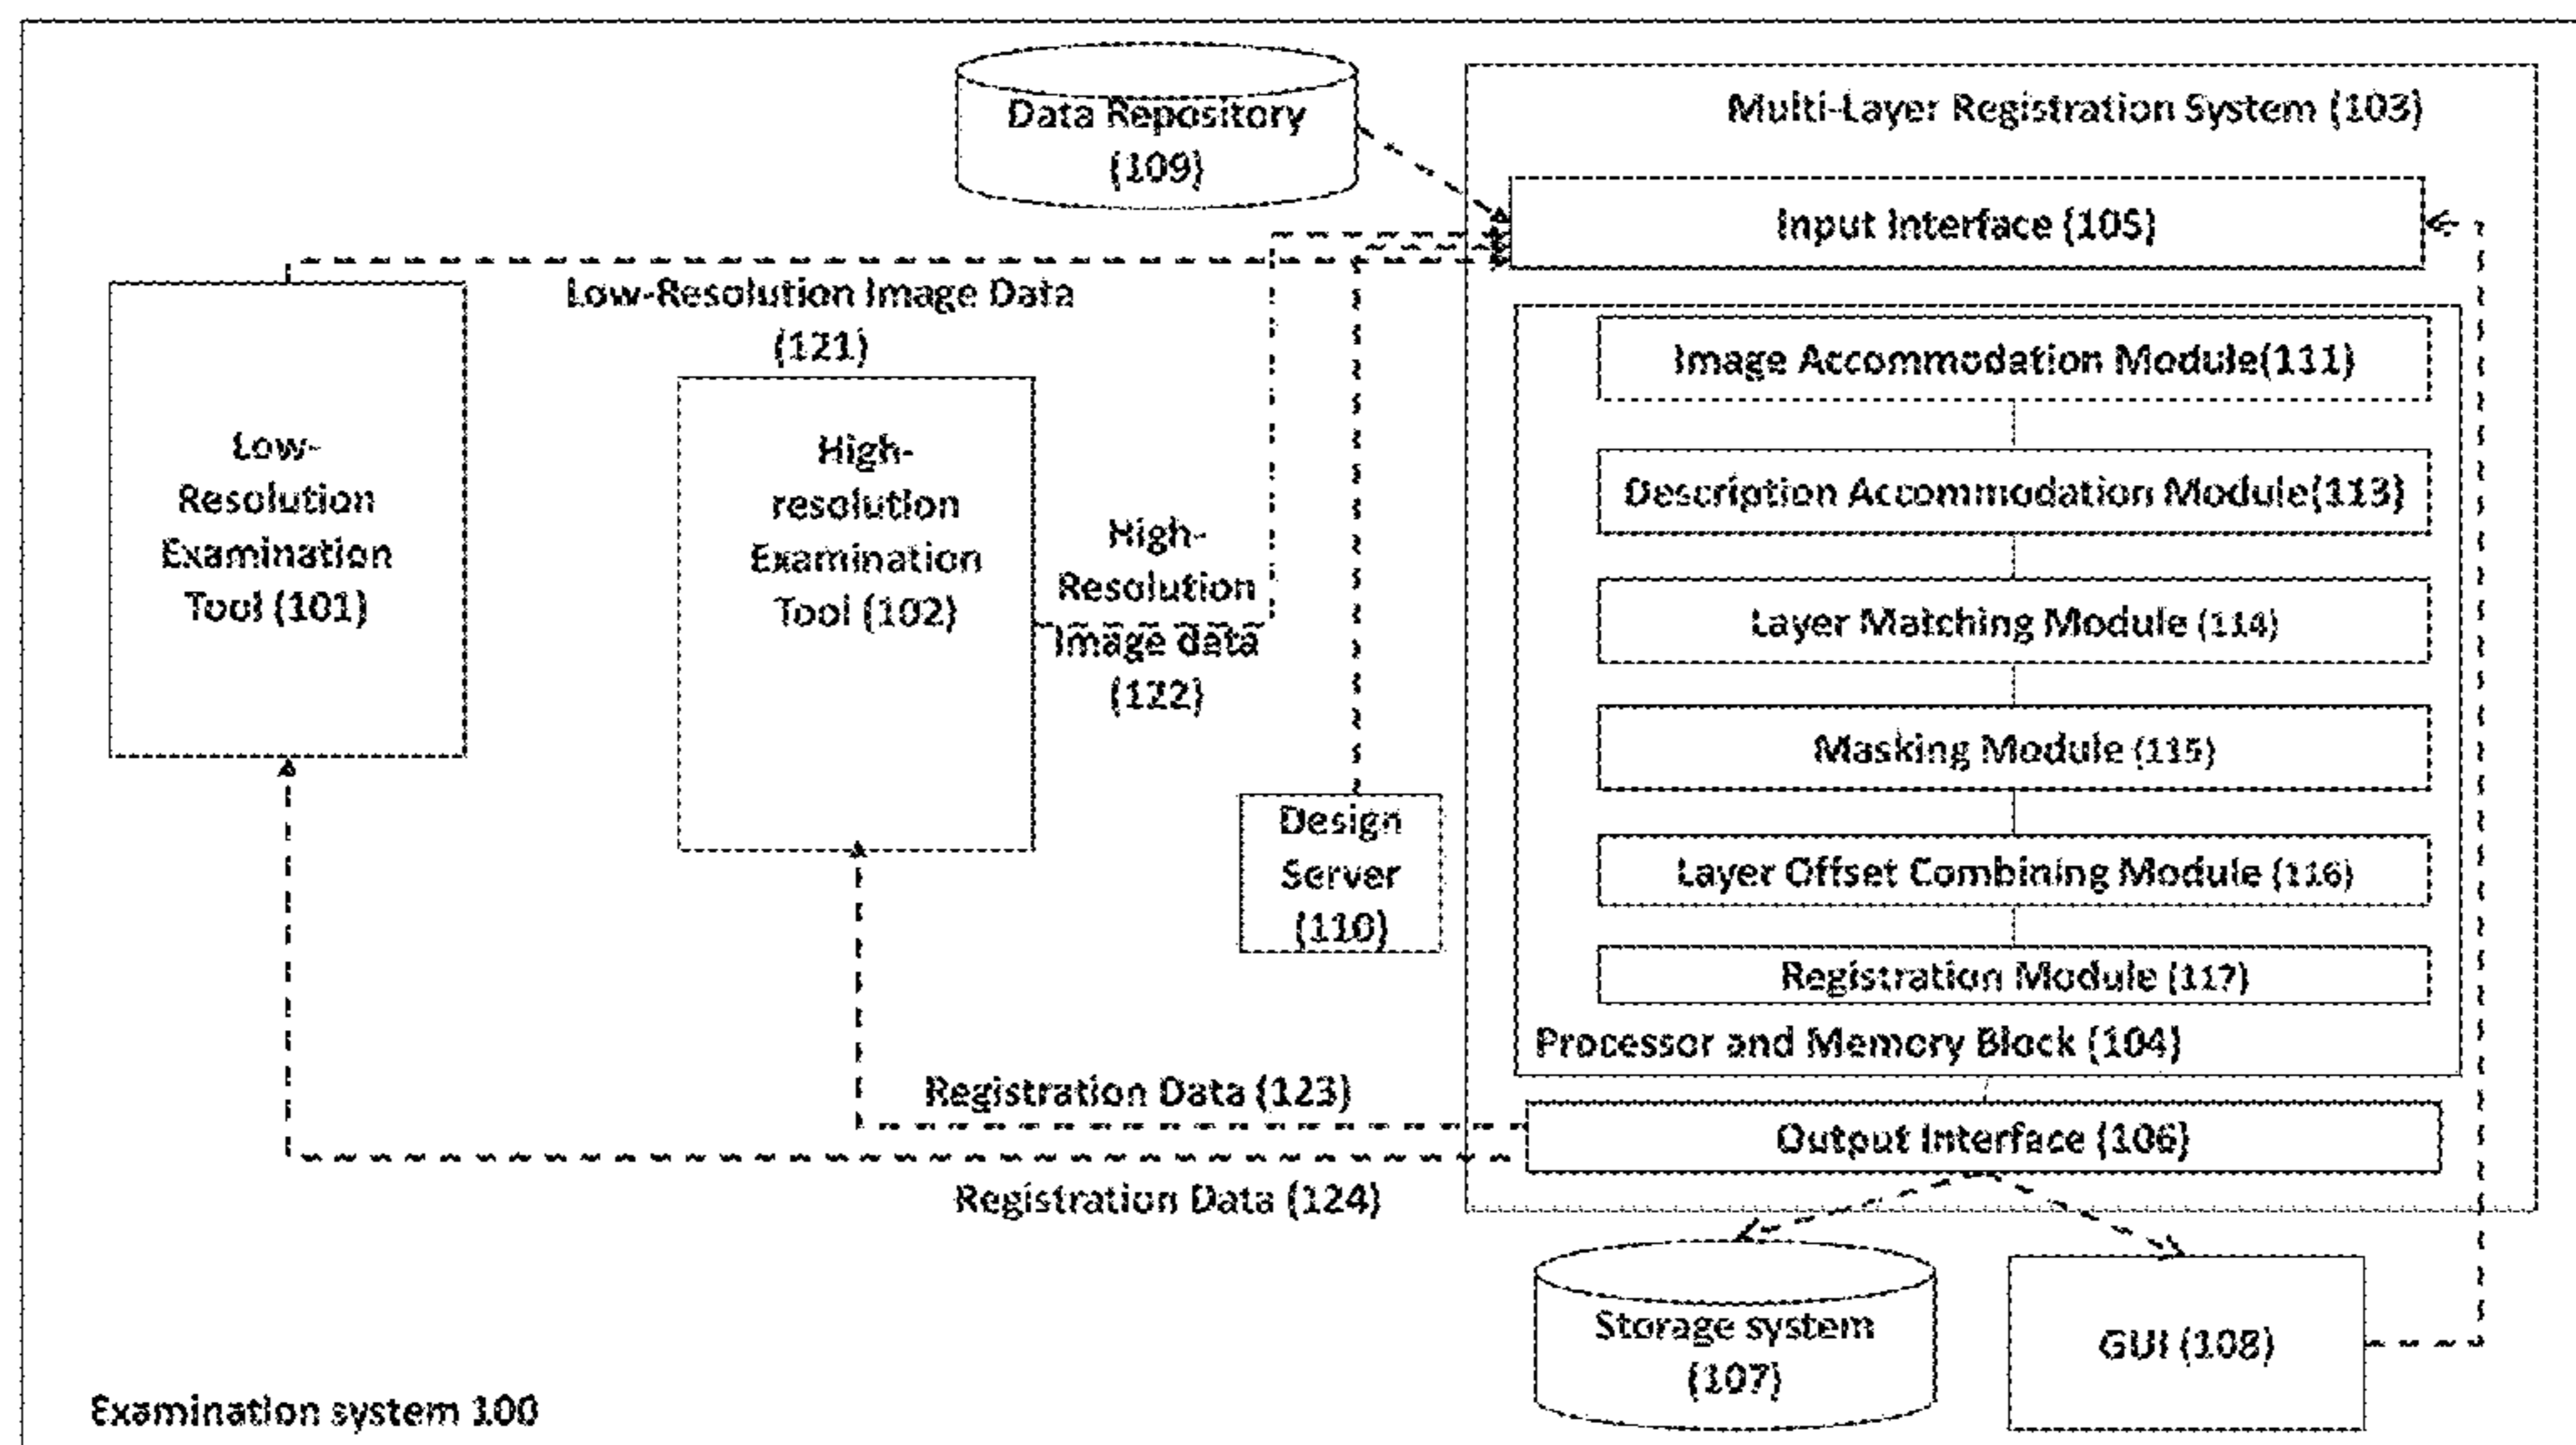 Data Repository
(109)
Multi-Layer Registration System (103)
Input Interface (105)
Low-Resolution Image Data
(121)
Low-
Resolution
Examination
Tool (101)
High-
resolution
Examination
Tool (102)
High-
Resolution
Image data
(122)
Design
Server
(110)
Image Accommodation Module(111)
Description Accommodation Module(113)
Layer Matching Module (114)
Masking Module (115)
Layer Offset Combining Module (116)
Registration Module (117)
Processor and Memory Block (104)
Registration Data (123)
Output Interface (106)
Registration Data (124)
Storage system
(107)
GUI (108)
Examination system 100